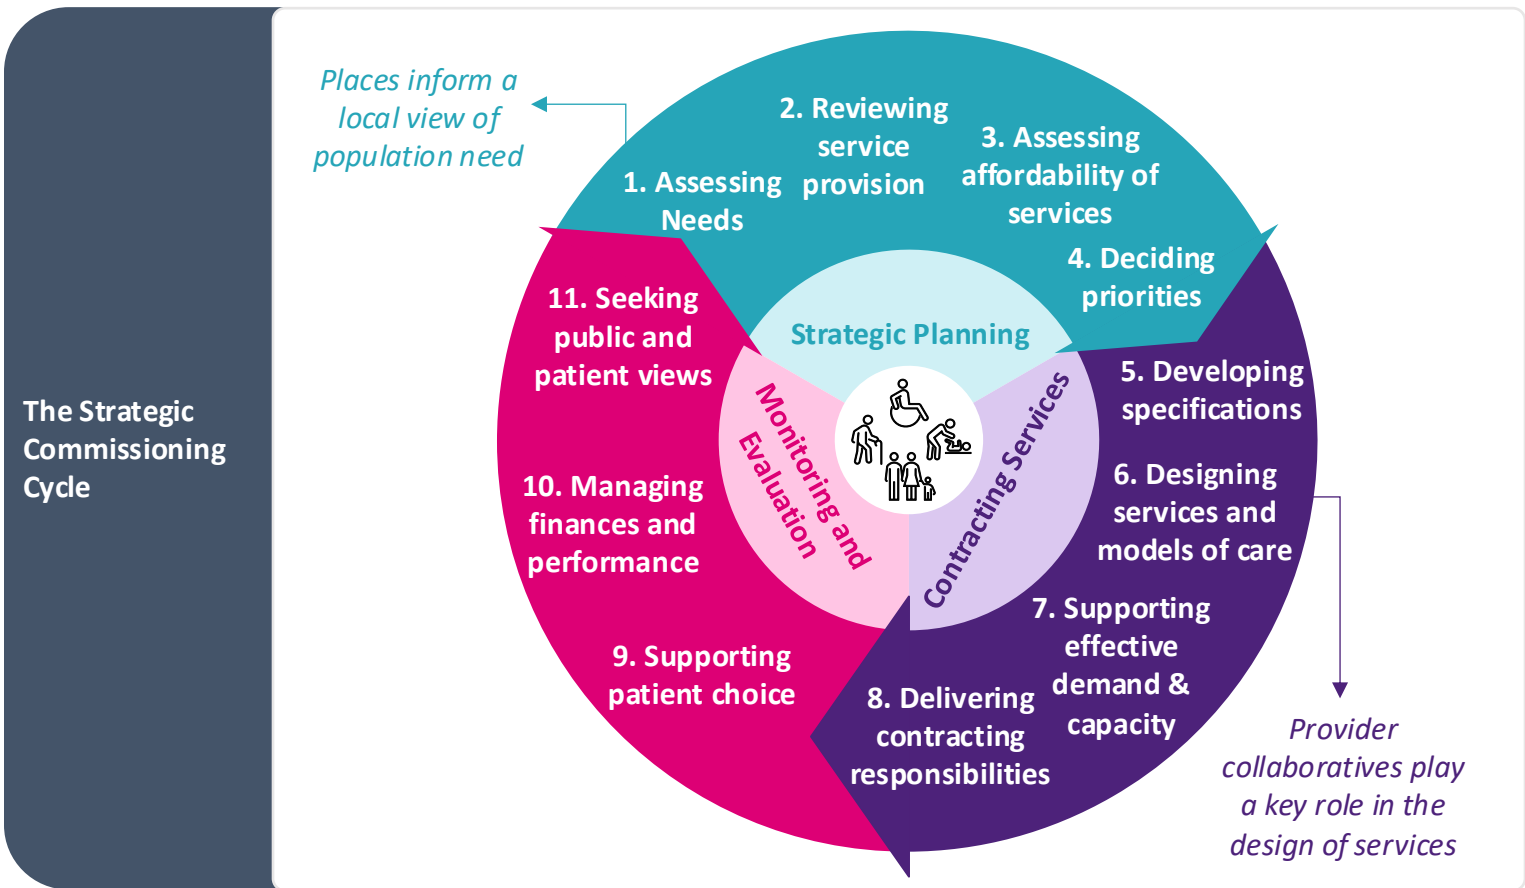 The Strategic
Commissioning
Cycle
Places inform a
local view of
population need
1. Assessing
Needs
2. Reviewing
service
provision
3. Assessing
affordability of
services
4. Deciding
priorities
5. Developing
specifications
6. Designing
services and
models of care
7. Supporting
effective
demand &
capacity
8. Delivering
contracting
responsibilities
9. Supporting
patient choice
10. Managing
finances and
performance
11. Seeking
public and
patient views
Strategic Planning
Contracting Services
Monitoring and
Evaluation
Provider
collaboratives play
a key role in the
design of services